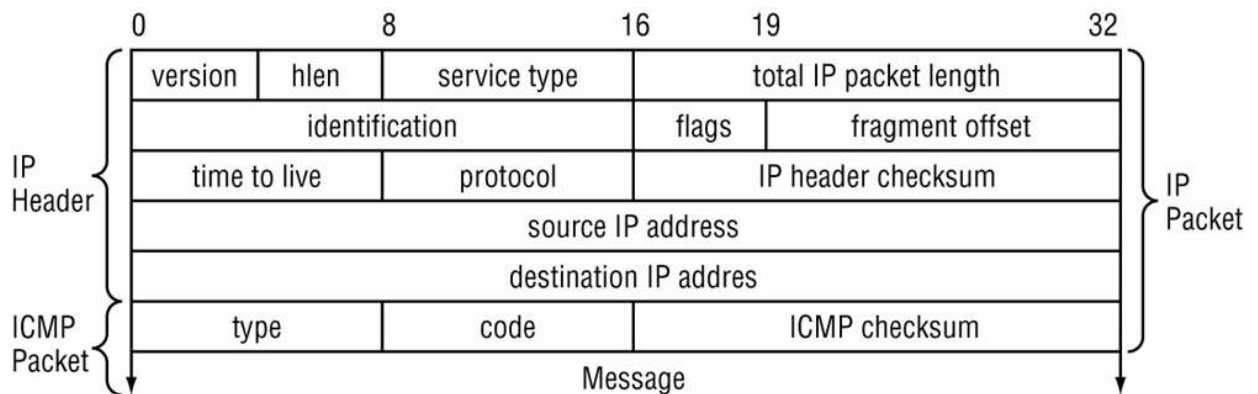 0 8 16 19 32
version hlen service type total IP packet length
identification flags fragment offset
time to live protocol IP header checksum
IP
Header
source IP address
IP
Packet
destination IP addres
ICMP
Packet
type code ICMP checksum
Message